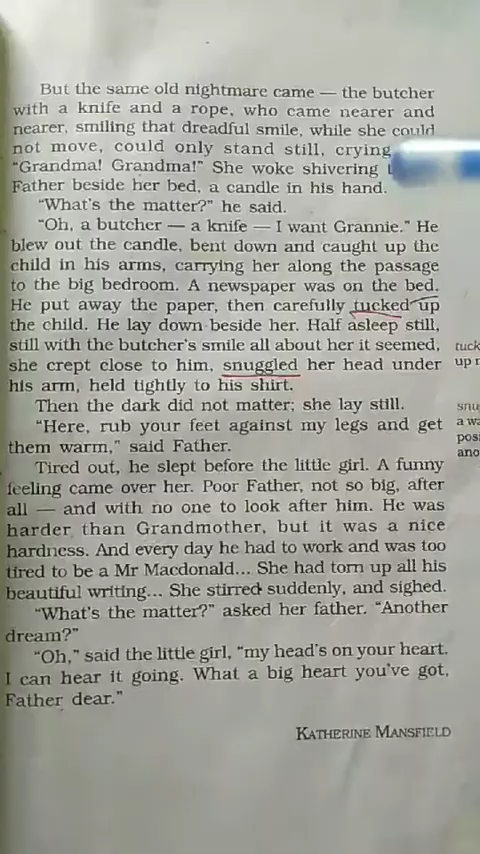 But the same old nightmare came — the butcher
with a knife and a rope, who came nearer and
nearer, smiling that dreadful smile, while she could
not move, could only stand still, crying
“Grandma! Grandma!” She woke shivering
Father beside her bed, a candle in his hand.
“What’s the matter?” he said.
“Oh, a butcher — a knife — I want Grannie.” He
blew out the candle, bent down and caught up the
child in his arms, carrying her along the passage
to the big bedroom. A newspaper was on the bed.
He put away the paper, then carefully tucked up
the child. He lay down beside her. Half asleep still,
still with the butcher’s smile all about her it seemed,
she crept close to him, snuggled her head under
his arm, held tightly to his shirt.
Then the dark did not matter; she lay still.
“Here, rub your feet against my legs and get
them warm,” said Father.
Tired out, he slept before the little girl. A funny
feeling came over her. Poor Father, not so big, after
all — and with no one to look after him. He was
harder than Grandmother, but it was a nice
hardness. And every day he had to work and was too
tired to be a Mr Macdonald... She had torn up all his
beautiful writing... She stirred suddenly, and sighed.
“What’s the matter?” asked her father. “Another
dream?”
“Oh,” said the little girl, “my head’s on your heart.
I can hear it going. What a big heart you’ve got,
Father dear.”
KATHERINE MANSFIELD
tuck
up
snu
a wa
pos
ano